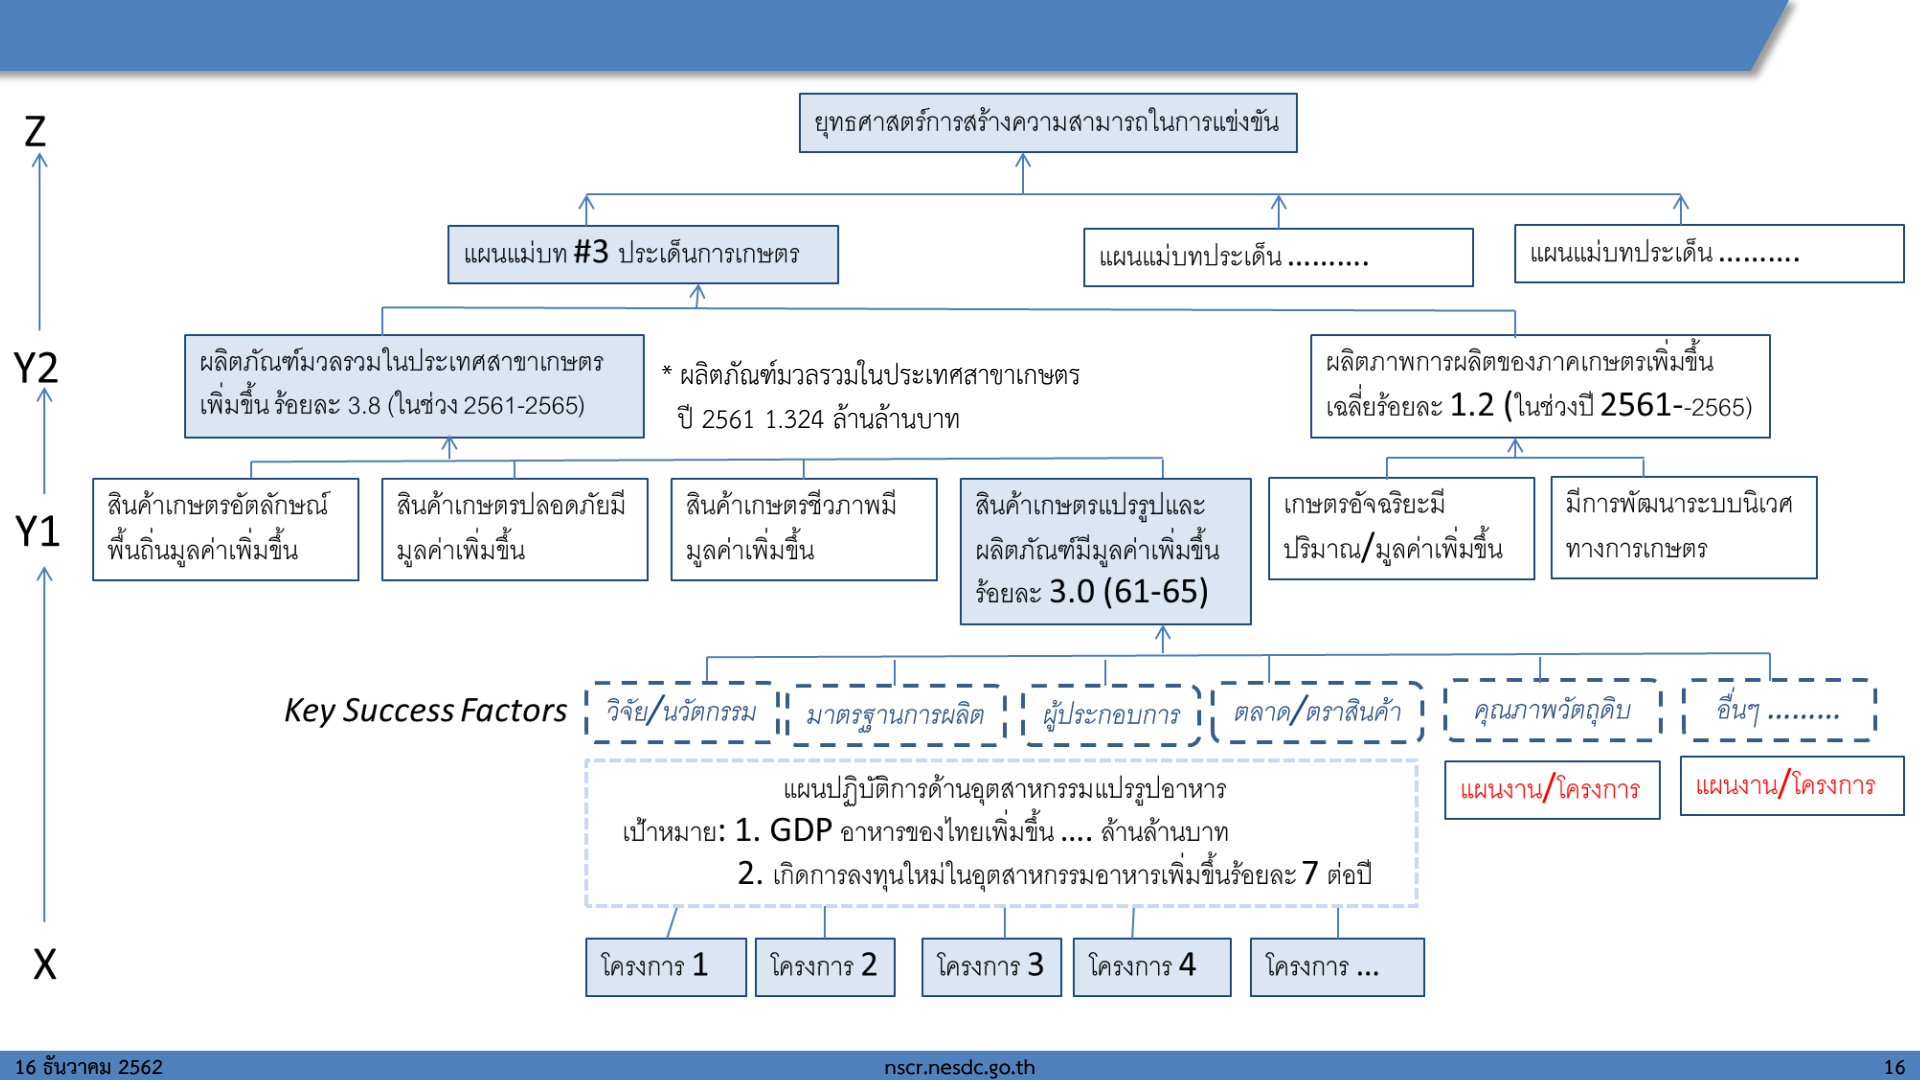 Z
ยุทธศาสตร์การสร้างความสามารถในการแข่งขัน
แผนแม่บท #3 ประเด็นการเกษตร
แผนแม่บทประเด็น ..........
แผนแม่บทประเด็น ..........
Y2
ผลิตภัณฑ์มวลรวมในประเทศสาขาเกษตร
เพิ่มขึ้น ร้อยละ 3.8 (ในช่วง 2561-2565)
* ผลิตภัณฑ์มวลรวมในประเทศสาขาเกษตร
ปี 2561 1.324 ล้านล้านบาท
ผลิตภาพการผลิตของภาคเกษตรเพิ่มขึ้น
เฉลี่ยร้อยละ 1.2 (ในช่วงปี 2561--2565)
Y1
สินค้าเกษตรอัตลักษณ์
พื้นถิ่นมูลค่าเพิ่มขึ้น
สินค้าเกษตรปลอดภัยมี
มูลค่าเพิ่มขึ้น
สินค้าเกษตรชีวภาพมี
มูลค่าเพิ่มขึ้น
สินค้าเกษตรแปรรูปและ
ผลิตภัณฑ์มีมูลค่าเพิ่มขึ้น
ร้อยละ 3.0 (61-65)
เกษตรอัจฉริยะมี
ปริมาณ/มูลค่าเพิ่มขึ้น
มีการพัฒนาระบบนิเวศ
ทางการเกษตร
Key Success Factors
วิจัย/นวัตกรรม
มาตรฐานการผลิต
ผู้ประกอบการ
ตลาด/ตราสินค้า
คุณภาพวัตถุดิบ
อื่นๆ .........
แผนปฏิบัติการด้านอุตสาหกรรมแปรรูปอาหาร
เป้าหมาย: 1. GDP อาหารของไทยเพิ่มขึ้น .... ล้านล้านบาท
2. เกิดการลงทุนใหม่ในอุตสาหกรรมอาหารเพิ่มขึ้นร้อยละ 7 ต่อปี
แผนงาน/โครงการ
แผนงาน/โครงการ
X
โครงการ 1
โครงการ 2
โครงการ 3
โครงการ 4
โครงการ ...
16 ธันวาคม 2562
nscr.nesdc.go.th
16